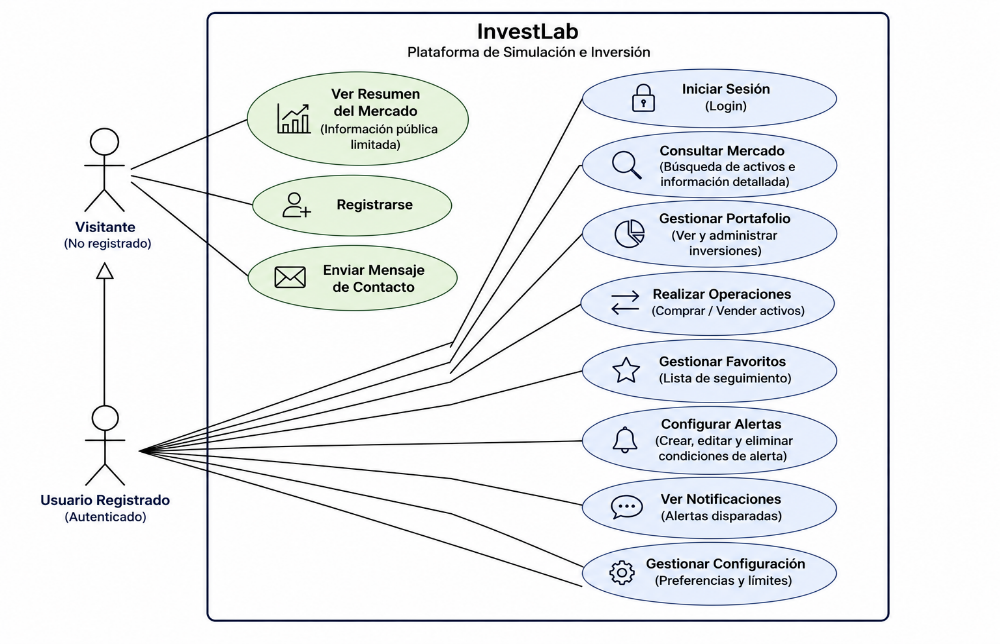 InvestLab
Plataforma de Simulación e Inversión
Ver Resumen
del Mercado
(Información pública
limitada)
Registrarse
Enviar Mensaje
de Contacto
Visitante
(No registrado)
Usuario Registrado
(Autenticado)
Iniciar Sesión
(Login)
Consultar Mercado
(Búsqueda de activos e
información detallada)
Gestionar Portafolio
(Ver y administrar
inversiones)
Realizar Operaciones
(Comprar / Vender activos)
Gestionar Favoritos
(Lista de seguimiento)
Configurar Alertas
(Crear, editar y eliminar
condiciones de alerta)
Ver Notificaciones
(Alertas disparadas)
Gestionar Configuración
(Preferencias y límites)